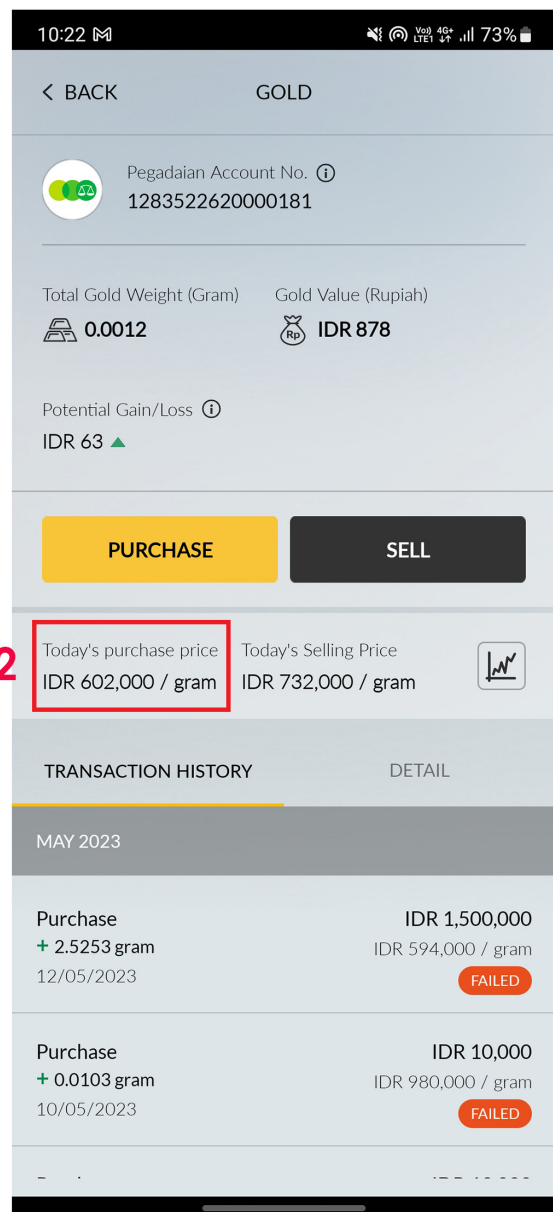 10:22
Vo)) 4G+ LTE1 73%
< BACK GOLD
Pegadaian Account No.
1283522620000181
Total Gold Weight (Gram) Gold Value (Rupiah)
0.0012 Rp IDR 878
Potential Gain/Loss
IDR 63
PURCHASE SELL
2
Today's purchase price Today's Selling Price
IDR 602,000 / gram IDR 732,000 / gram
TRANSACTION HISTORY DETAIL
MAY 2023
Purchase IDR 1,500,000
+ 2.5253 gram IDR 594,000 / gram
12/05/2023 FAILED
Purchase IDR 10,000
+ 0.0103 gram IDR 980,000 / gram
10/05/2023 FAILED